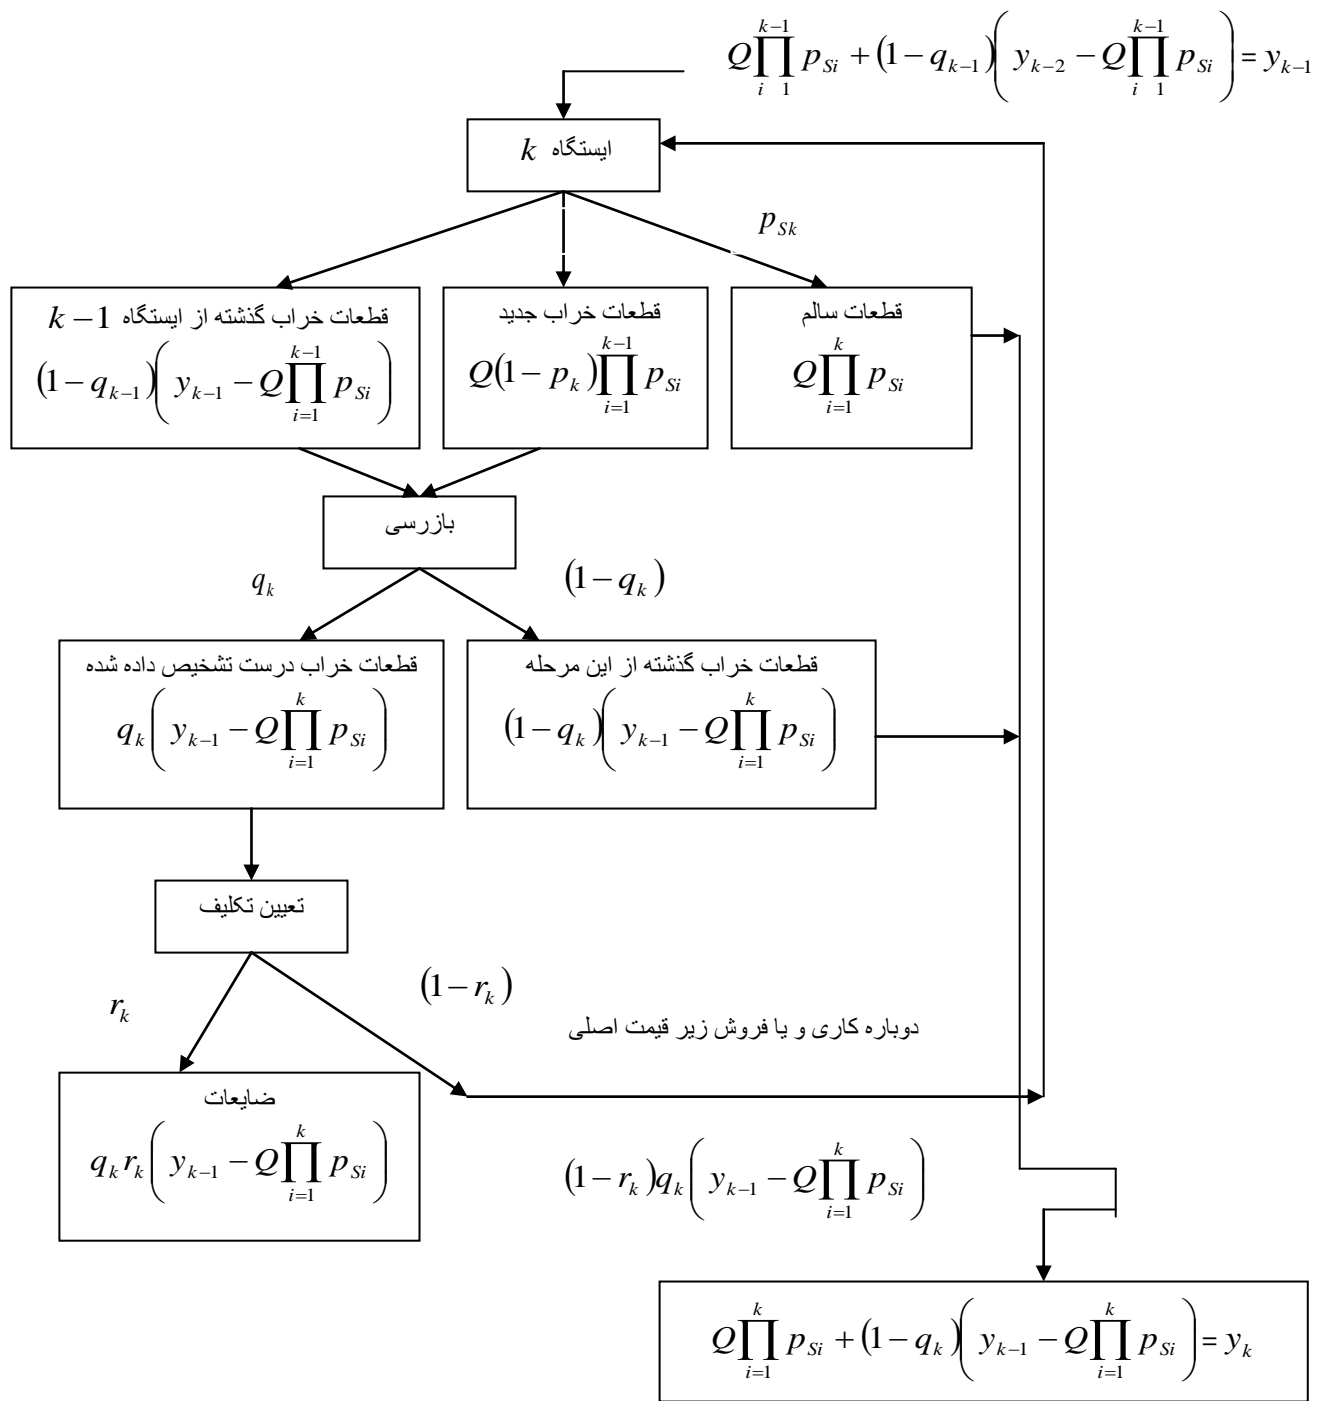 Q∏_{i 1}^{k−1} p_{Si} + (1−q_{k−1})( y_{k−2} − Q∏_{i 1}^{k−1} p_{Si} ) = y_{k−1}
ایستگاه k
p_{Sk}
قطعات سالم
Q∏_{i=1}^{k} p_{Si}
قطعات خراب جدید
Q(1−p_k)∏_{i=1}^{k−1} p_{Si}
قطعات خراب گذشته از ایستگاه k−1
(1−q_{k−1})( y_{k−1} − Q∏_{i=1}^{k−1} p_{Si} )
بازرسی
q_k
(1−q_k)
قطعات خراب گذشته از این مرحله
(1−q_k)( y_{k−1} − Q∏_{i=1}^{k} p_{Si} )
قطعات خراب درست تشخیص داده شده
q_k( y_{k−1} − Q∏_{i=1}^{k} p_{Si} )
تعیین تکلیف
r_k
(1−r_k)
دوباره کاری و یا فروش زیر قیمت اصلی
ضایعات
q_k r_k( y_{k−1} − Q∏_{i=1}^{k} p_{Si} )
(1−r_k)q_k( y_{k−1} − Q∏_{i=1}^{k} p_{Si} )
Q∏_{i=1}^{k} p_{Si} + (1−q_k)( y_{k−1} − Q∏_{i=1}^{k} p_{Si} ) = y_k